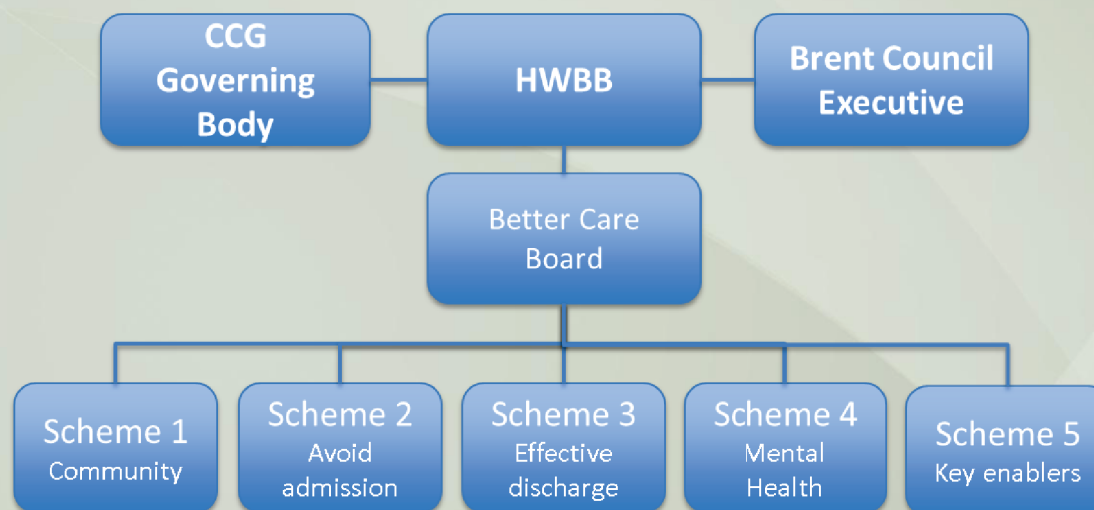 CCG
Governing
Body
HWBB
Brent Council
Executive
Better Care
Board
Scheme 1
Community
Scheme 2
Avoid
admission
Scheme 3
Effective
discharge
Scheme 4
Mental
Health
Scheme 5
Key enablers